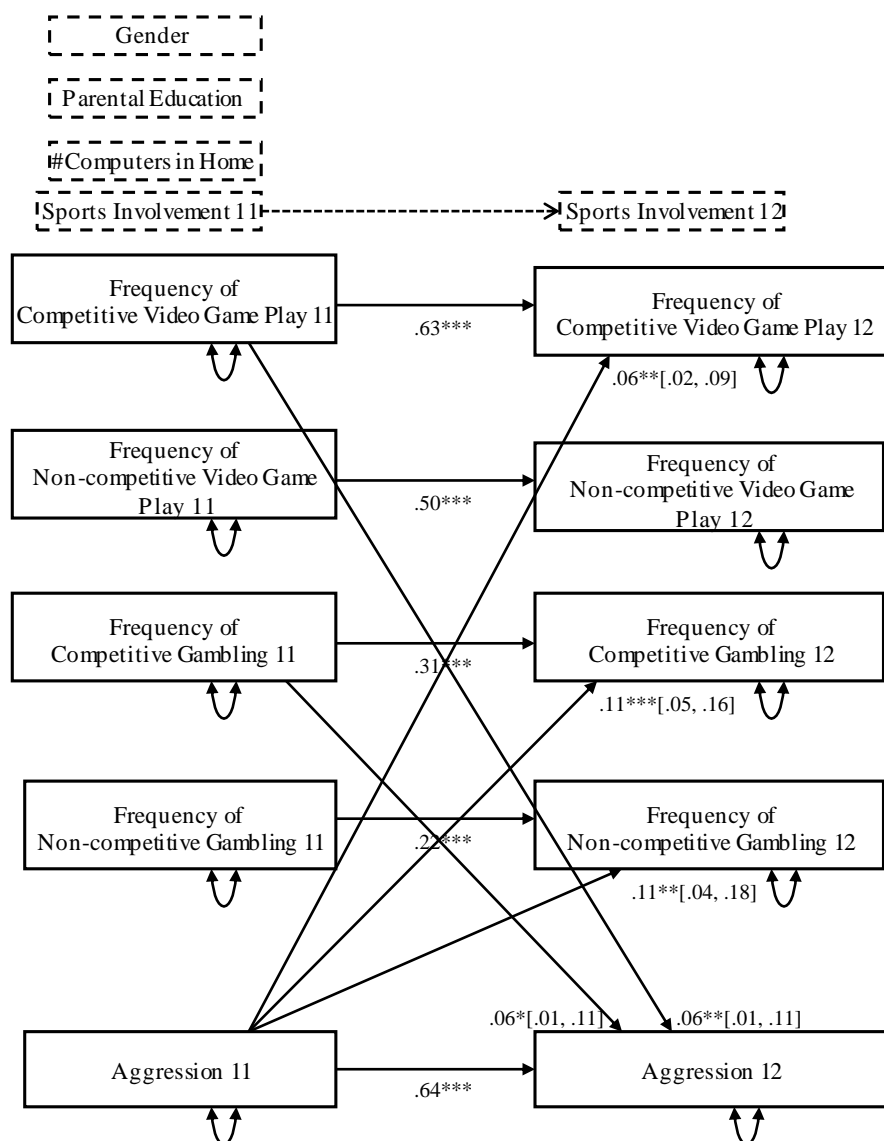 Gender
Parental Education
#Computers in Home
Sports Involvement 11
Sports Involvement 12
Frequency of
Competitive Video Game Play 11
.63***
Frequency of
Competitive Video Game Play 12
.06**[.02, .09]
Frequency of
Non-competitive Video Game
Play 11
.50***
Frequency of
Non-competitive Video Game
Play 12
Frequency of
Competitive Gambling 11
.31***
Frequency of
Competitive Gambling 12
.11***[.05, .16]
Frequency of
Non-competitive Gambling 11
.22***
Frequency of
Non-competitive Gambling 12
.11**[.04, .18]
.06*[.01, .11]
.06**[.01, .11]
Aggression 11
.64***
Aggression 12